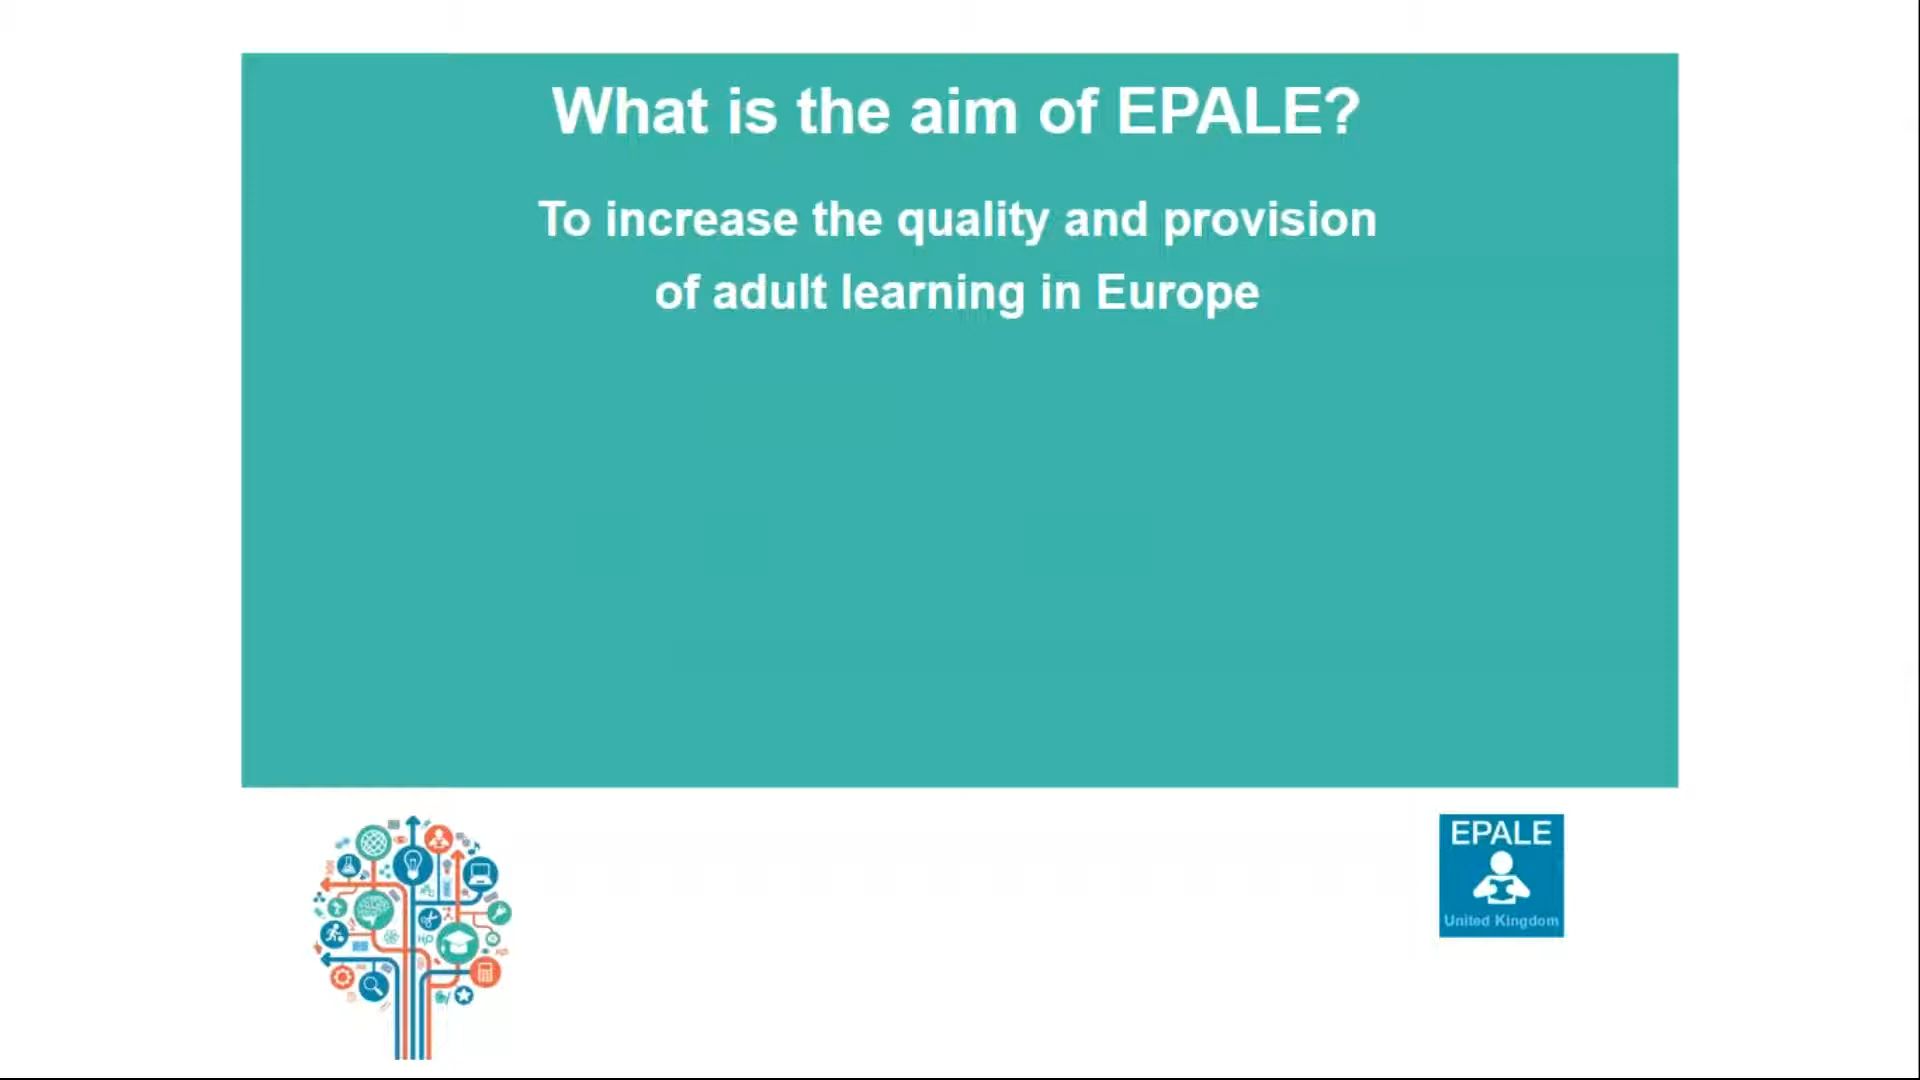 What is the aim of EPALE?
To increase the quality and provision
of adult learning in Europe
EPALE
United Kingdom
H₂O